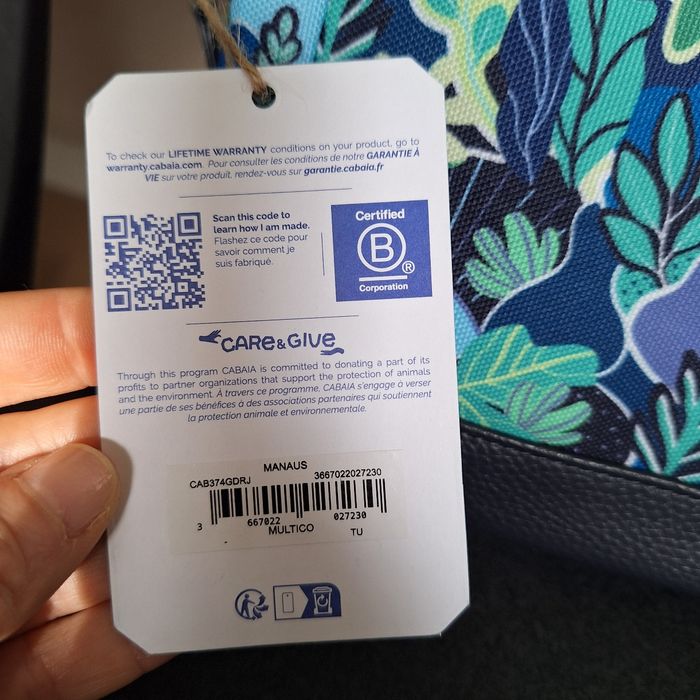 To check our LIFETIME WARRANTY conditions on your product, go to
warranty.cabaia.com. Pour consulter les conditions de notre GARANTIE À
VIE sur votre produit, rendez-vous sur garantie.cabaia.fr
Scan this code to
learn how I am made.
Flashez ce code pour
savoir comment je
suis fabriqué.
Certified
B
®
Corporation
CARE & GIVE
Through this program CABAIA is committed to donating a part of its
profits to partner organizations that support the protection of animals
and the environment. À travers ce programme, CABAIA s'engage à verser
une partie de ses bénéfices à des associations partenaires qui soutiennent
la protection animale et environnementale.
MANAUS
CAB374GDRJ 3667022027230
3 667022 027230
MULTICO TU